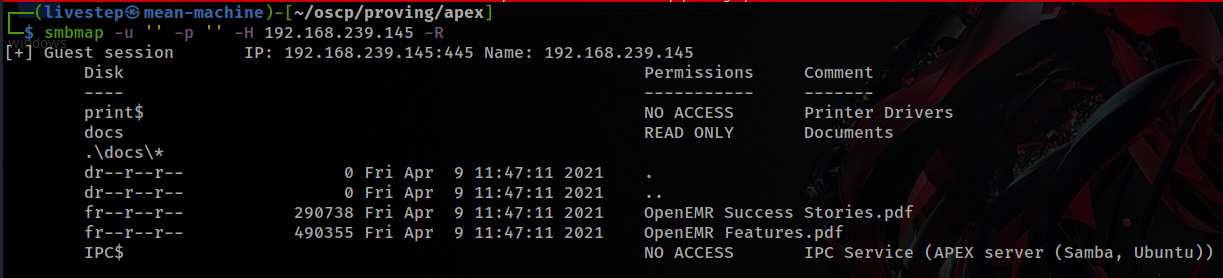 (livestep㉿mean-machine)-[~/oscp/proving/apex]
$ smbmap -u '' -p '' -H 192.168.239.145 -R
windows
[+] Guest session IP: 192.168.239.145:445 Name: 192.168.239.145
Disk Permissions Comment
---- ----------- -------
print$ NO ACCESS Printer Drivers
docs READ ONLY Documents
.\docs\*
dr--r--r-- 0 Fri Apr 9 11:47:11 2021 .
dr--r--r-- 0 Fri Apr 9 11:47:11 2021 ..
fr--r--r-- 290738 Fri Apr 9 11:47:11 2021 OpenEMR Success Stories.pdf
fr--r--r-- 490355 Fri Apr 9 11:47:11 2021 OpenEMR Features.pdf
IPC$ NO ACCESS IPC Service (APEX server (Samba, Ubuntu))